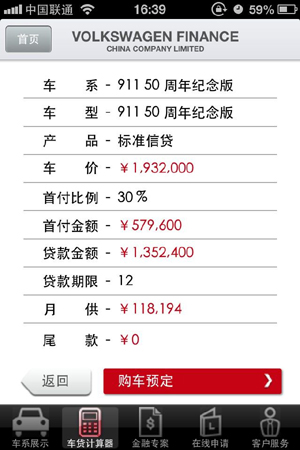 中国联通 16:39 59%
首页
VOLKSWAGEN FINANCE
CHINA COMPANY LIMITED
车 系 - 911 50 周年纪念版
车 型 - 911 50 周年纪念版
产 品 - 标准信贷
车 价 - ￥1,932,000
首付比例 - 30%
首付金额 - ￥579,600
贷款金额 - ￥1,352,400
贷款期限 - 12
月 供 - ￥118,194
尾 款 - ￥0
返回 购车预定
车系展示 车贷计算器 金融专案 在线申请 客户服务